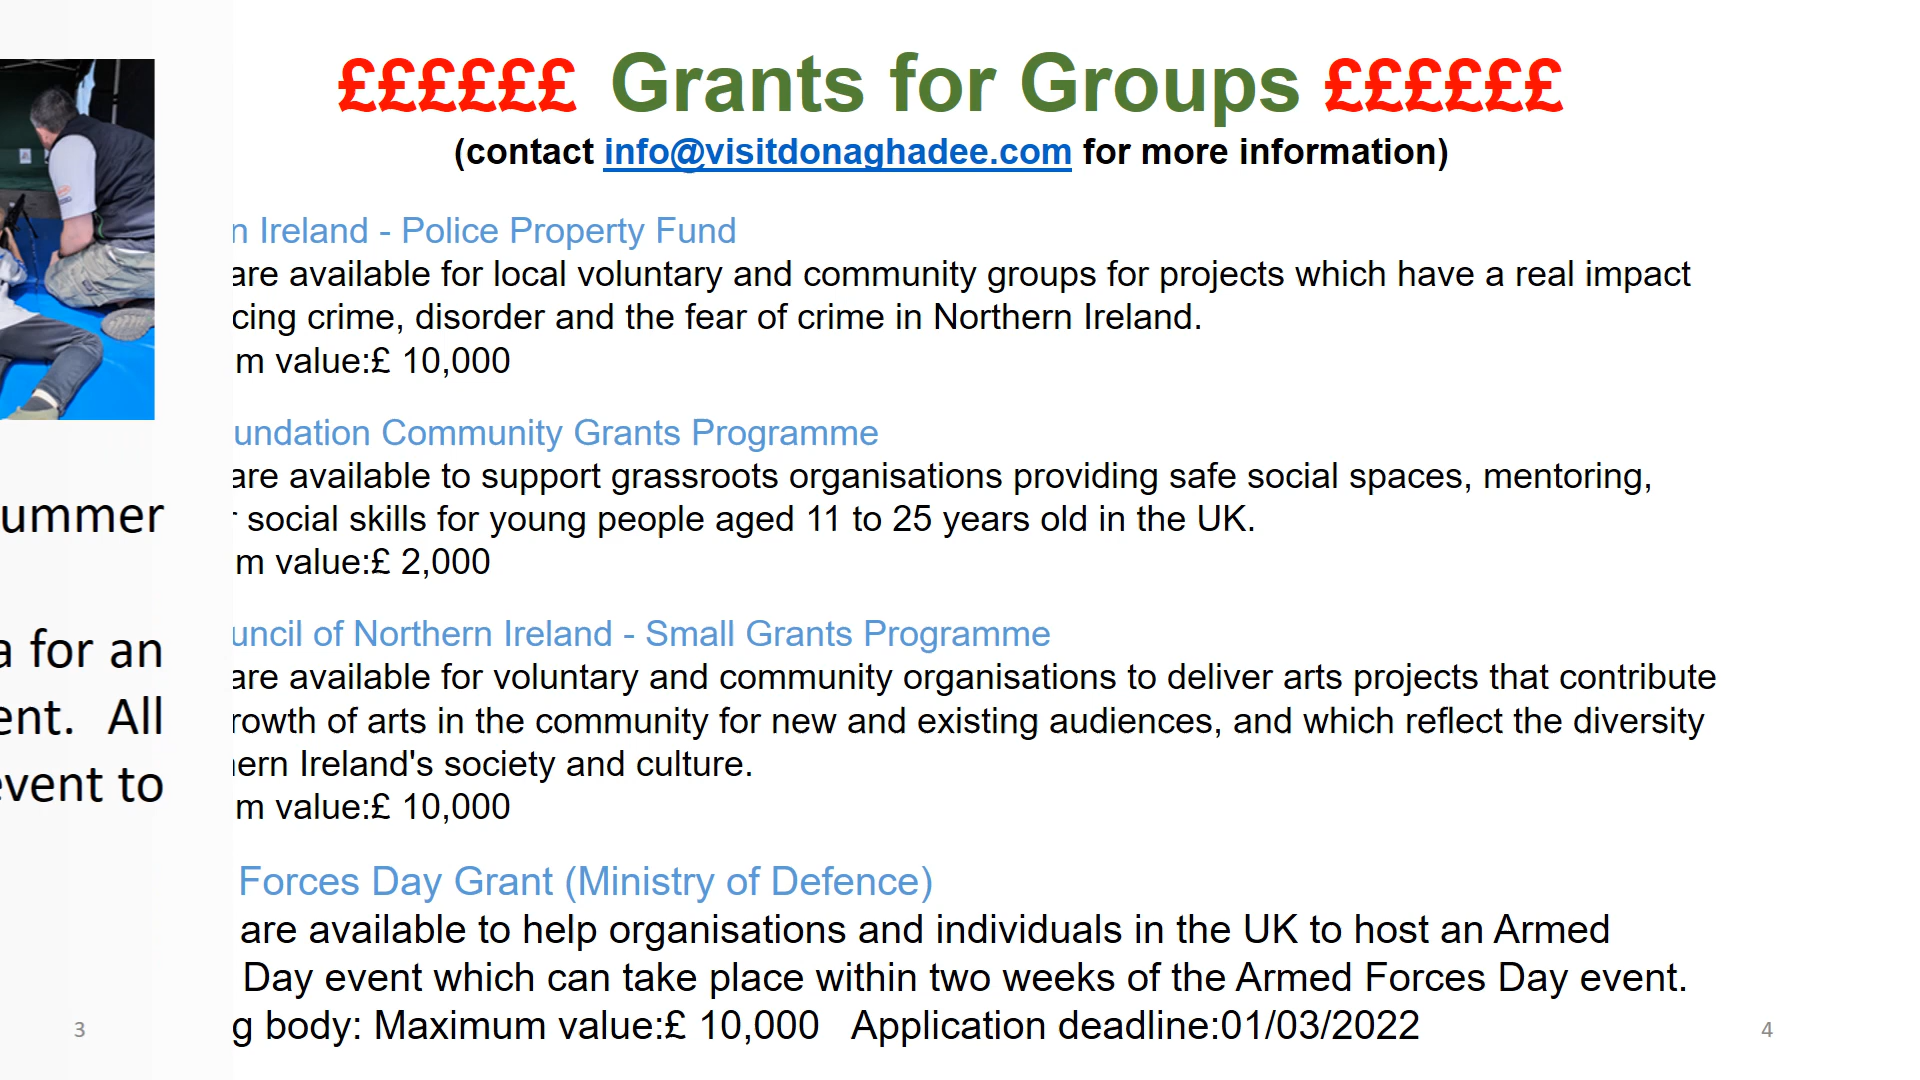 ummer
a for an
ent. All
event to
3
££££££ Grants for Groups ££££££
(contact info@visitdonaghadee.com for more information)
n Ireland - Police Property Fund
are available for local voluntary and community groups for projects which have a real impact
cing crime, disorder and the fear of crime in Northern Ireland.
m value:£ 10,000
undation Community Grants Programme
are available to support grassroots organisations providing safe social spaces, mentoring,
r social skills for young people aged 11 to 25 years old in the UK.
m value:£ 2,000
uncil of Northern Ireland - Small Grants Programme
are available for voluntary and community organisations to deliver arts projects that contribute
rowth of arts in the community for new and existing audiences, and which reflect the diversity
ern Ireland's society and culture.
m value:£ 10,000
Forces Day Grant (Ministry of Defence)
are available to help organisations and individuals in the UK to host an Armed
Day event which can take place within two weeks of the Armed Forces Day event.
g body: Maximum value:£ 10,000 Application deadline:01/03/2022
4